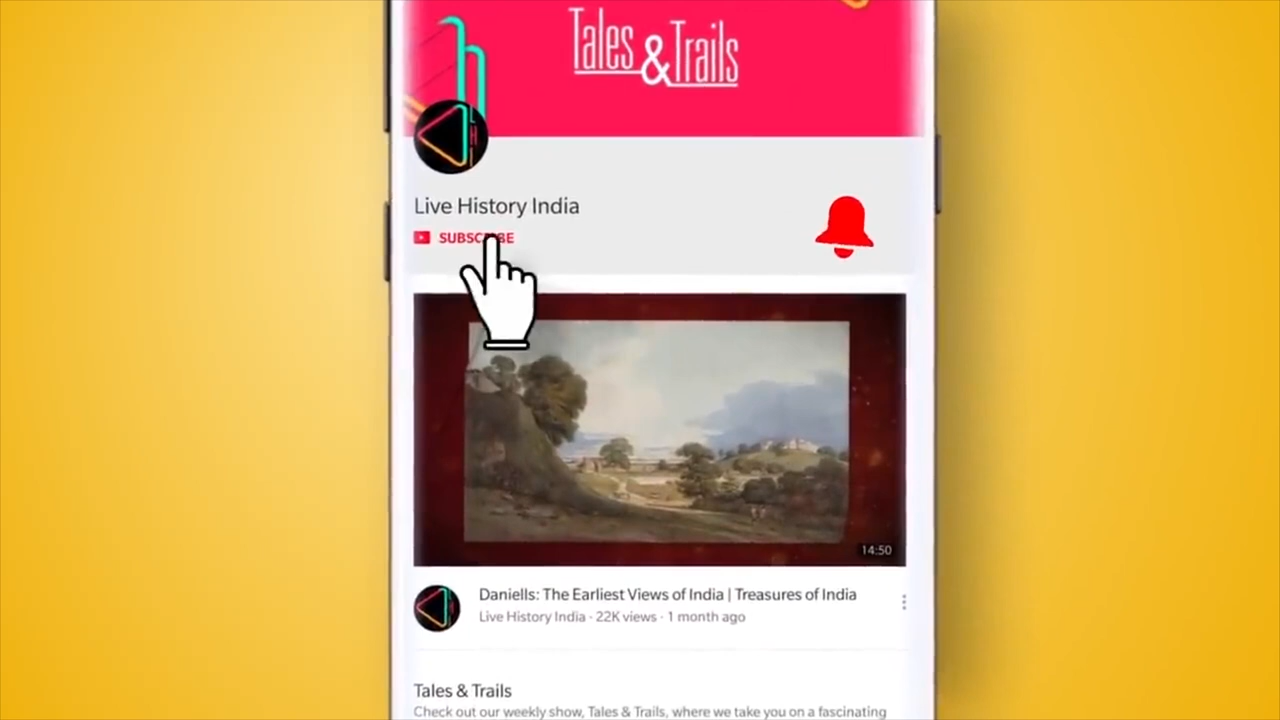 Tales & Trails
Live History India
SUBSCRIBE
14:50
Daniells: The Earliest Views of India | Treasures of India
Live History India · 22K views · 1 month ago
Tales & Trails
Check out our weekly show, Tales & Trails, where we take you on a fascinating